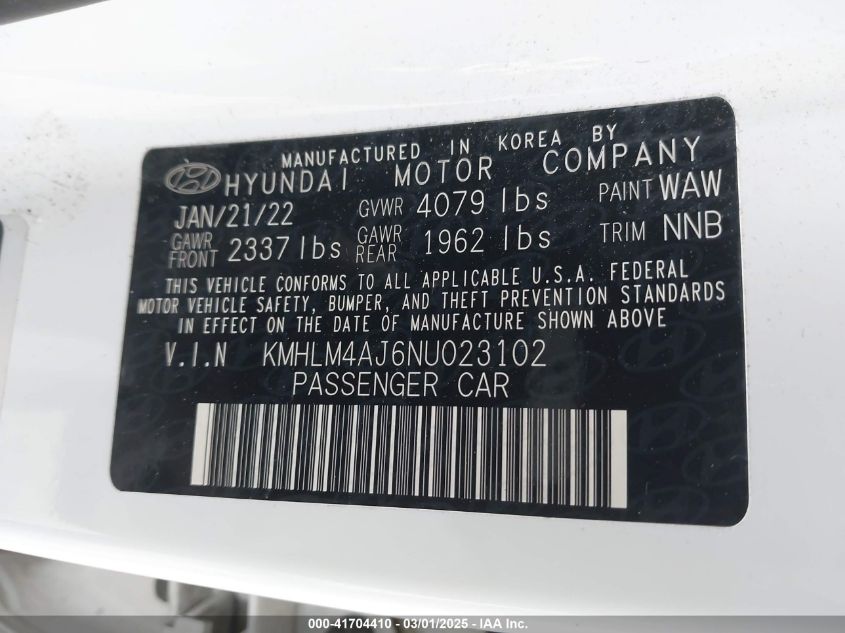 MANUFACTURED IN KOREA BY
HYUNDAI MOTOR COMPANY
JAN/21/22 GVWR 4079 lbs PAINT WAW
GAWR FRONT 2337 lbs GAWR REAR 1962 lbs TRIM NNB
THIS VEHICLE CONFORMS TO ALL APPLICABLE U.S.A. FEDERAL
MOTOR VEHICLE SAFETY, BUMPER, AND THEFT PREVENTION STANDARDS
IN EFFECT ON THE DATE OF MANUFACTURE SHOWN ABOVE
V.I.N KMHLM4AJ6NU023102
PASSENGER CAR
000-41704410 - 03/01/2025 - IAA Inc.